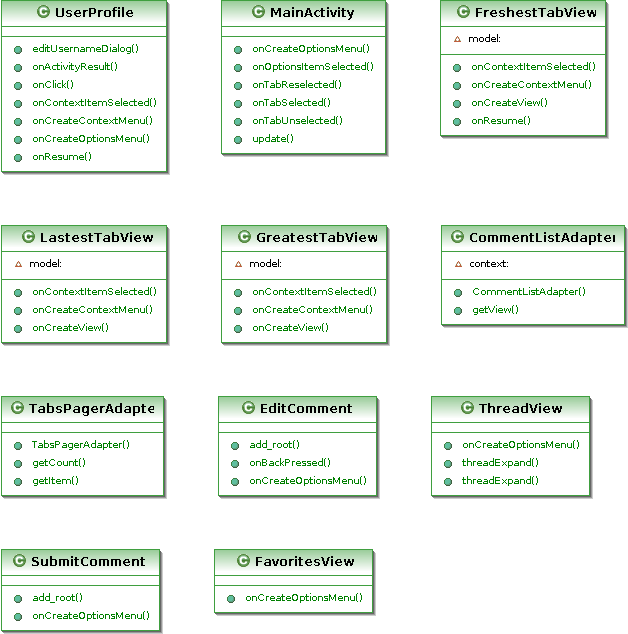 UserProfile
editUsernameDialog()
onActivityResult()
onClick()
onContextItemSelected()
onCreateContextMenu()
onCreateOptionsMenu()
onResume()
MainActivity
onCreateOptionsMenu()
onOptionsItemSelected()
onTabReselected()
onTabSelected()
onTabUnselected()
update()
FreshestTabView
model:
onContextItemSelected()
onCreateContextMenu()
onCreateView()
onResume()
LastestTabView
model:
onContextItemSelected()
onCreateContextMenu()
onCreateView()
GreatestTabView
model:
onContextItemSelected()
onCreateContextMenu()
onCreateView()
CommentListAdapter
context:
CommentListAdapter()
getView()
TabsPagerAdapte
TabsPagerAdapter()
getCount()
getItem()
EditComment
add_root()
onBackPressed()
onCreateOptionsMenu()
ThreadView
onCreateOptionsMenu()
threadExpand()
threadExpand()
SubmitComment
add_root()
onCreateOptionsMenu()
FavoritesView
onCreateOptionsMenu()